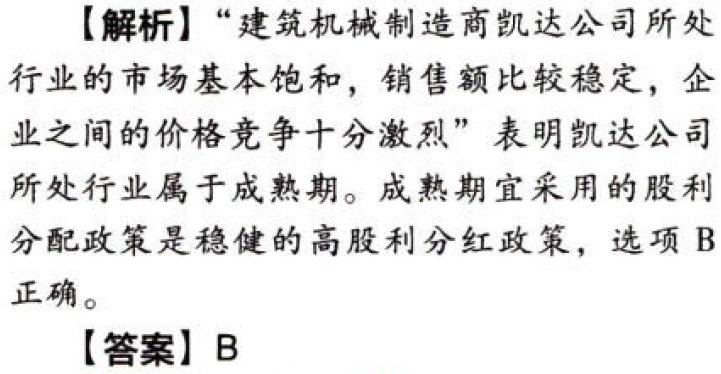 【解析】“建筑机械制造商凯达公司所处
行业的市场基本饱和，销售额比较稳定，企
业之间的价格竞争十分激烈”表明凯达公司
所处行业属于成熟期。成熟期宜采用的股利
分配政策是稳健的高股利分红政策，选项 B
正确。
【答案】B